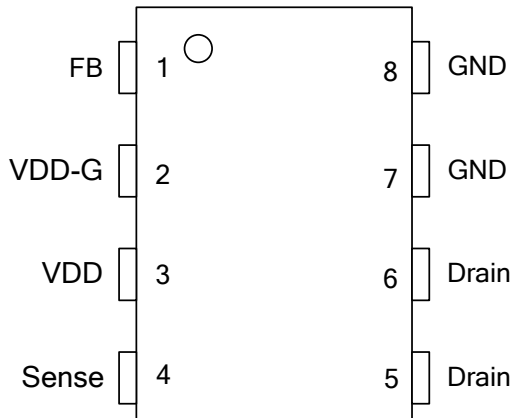 FB 1 8 GND
VDD-G 2 7 GND
VDD 3 6 Drain
Sense 4 5 Drain